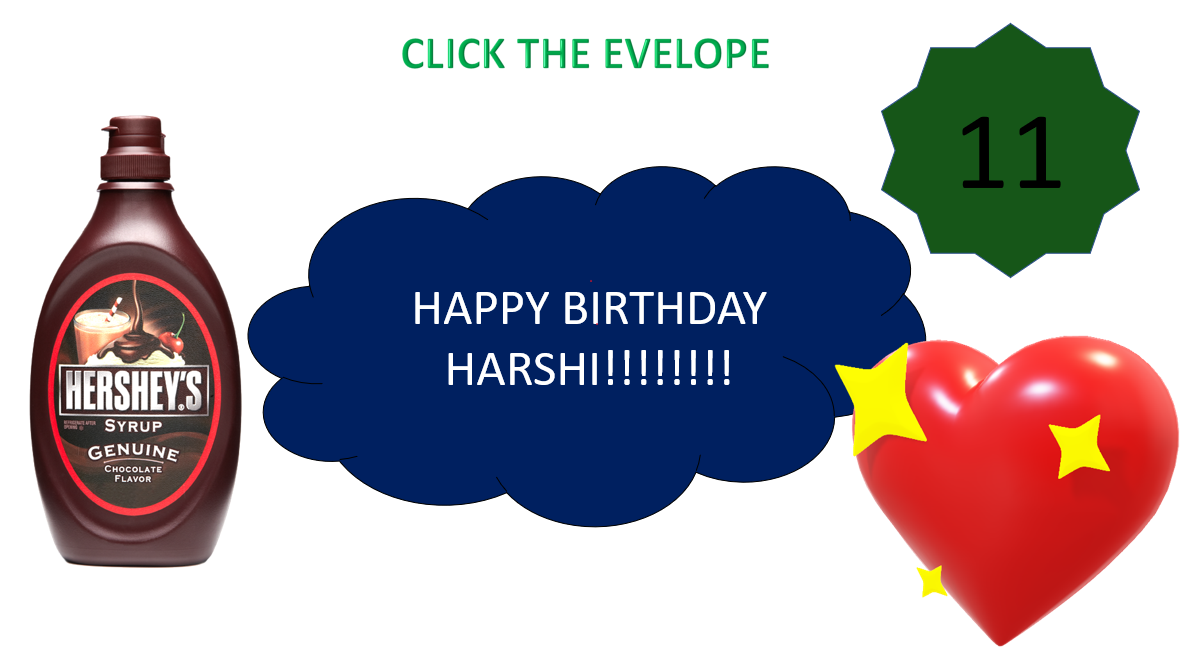 CLICK THE EVELOPE
11
HAPPY BIRTHDAY
HARSHI!!!!!!!!
HERSHEY'S
SYRUP
GENUINE
CHOCOLATE
FLAVOR